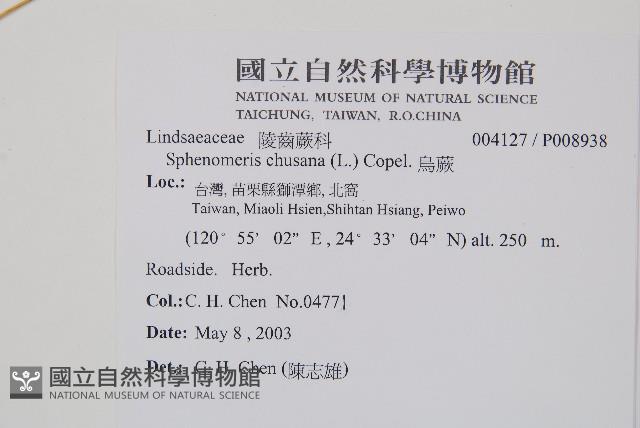 國立自然科學博物館
NATIONAL MUSEUM OF NATURAL SCIENCE
TAICHUNG, TAIWAN, R.O.CHINA
Lindsaeaceae 陵齒蕨科 004127 / P008938
Sphenomeris chusana (L.) Copel. 烏蕨
Loc.: 台灣, 苗栗縣獅潭鄉, 北窩
Taiwan, Miaoli Hsien,Shihtan Hsiang, Peiwo
(120° 55’ 02” E , 24° 33’ 04” N) alt. 250 m.
Roadside. Herb.
Col.: C. H. Chen No.04771
Date: May 8 , 2003
Det.: C. H. Chen (陳志雄)
國立自然科學博物館
NATIONAL MUSEUM OF NATURAL SCIENCE